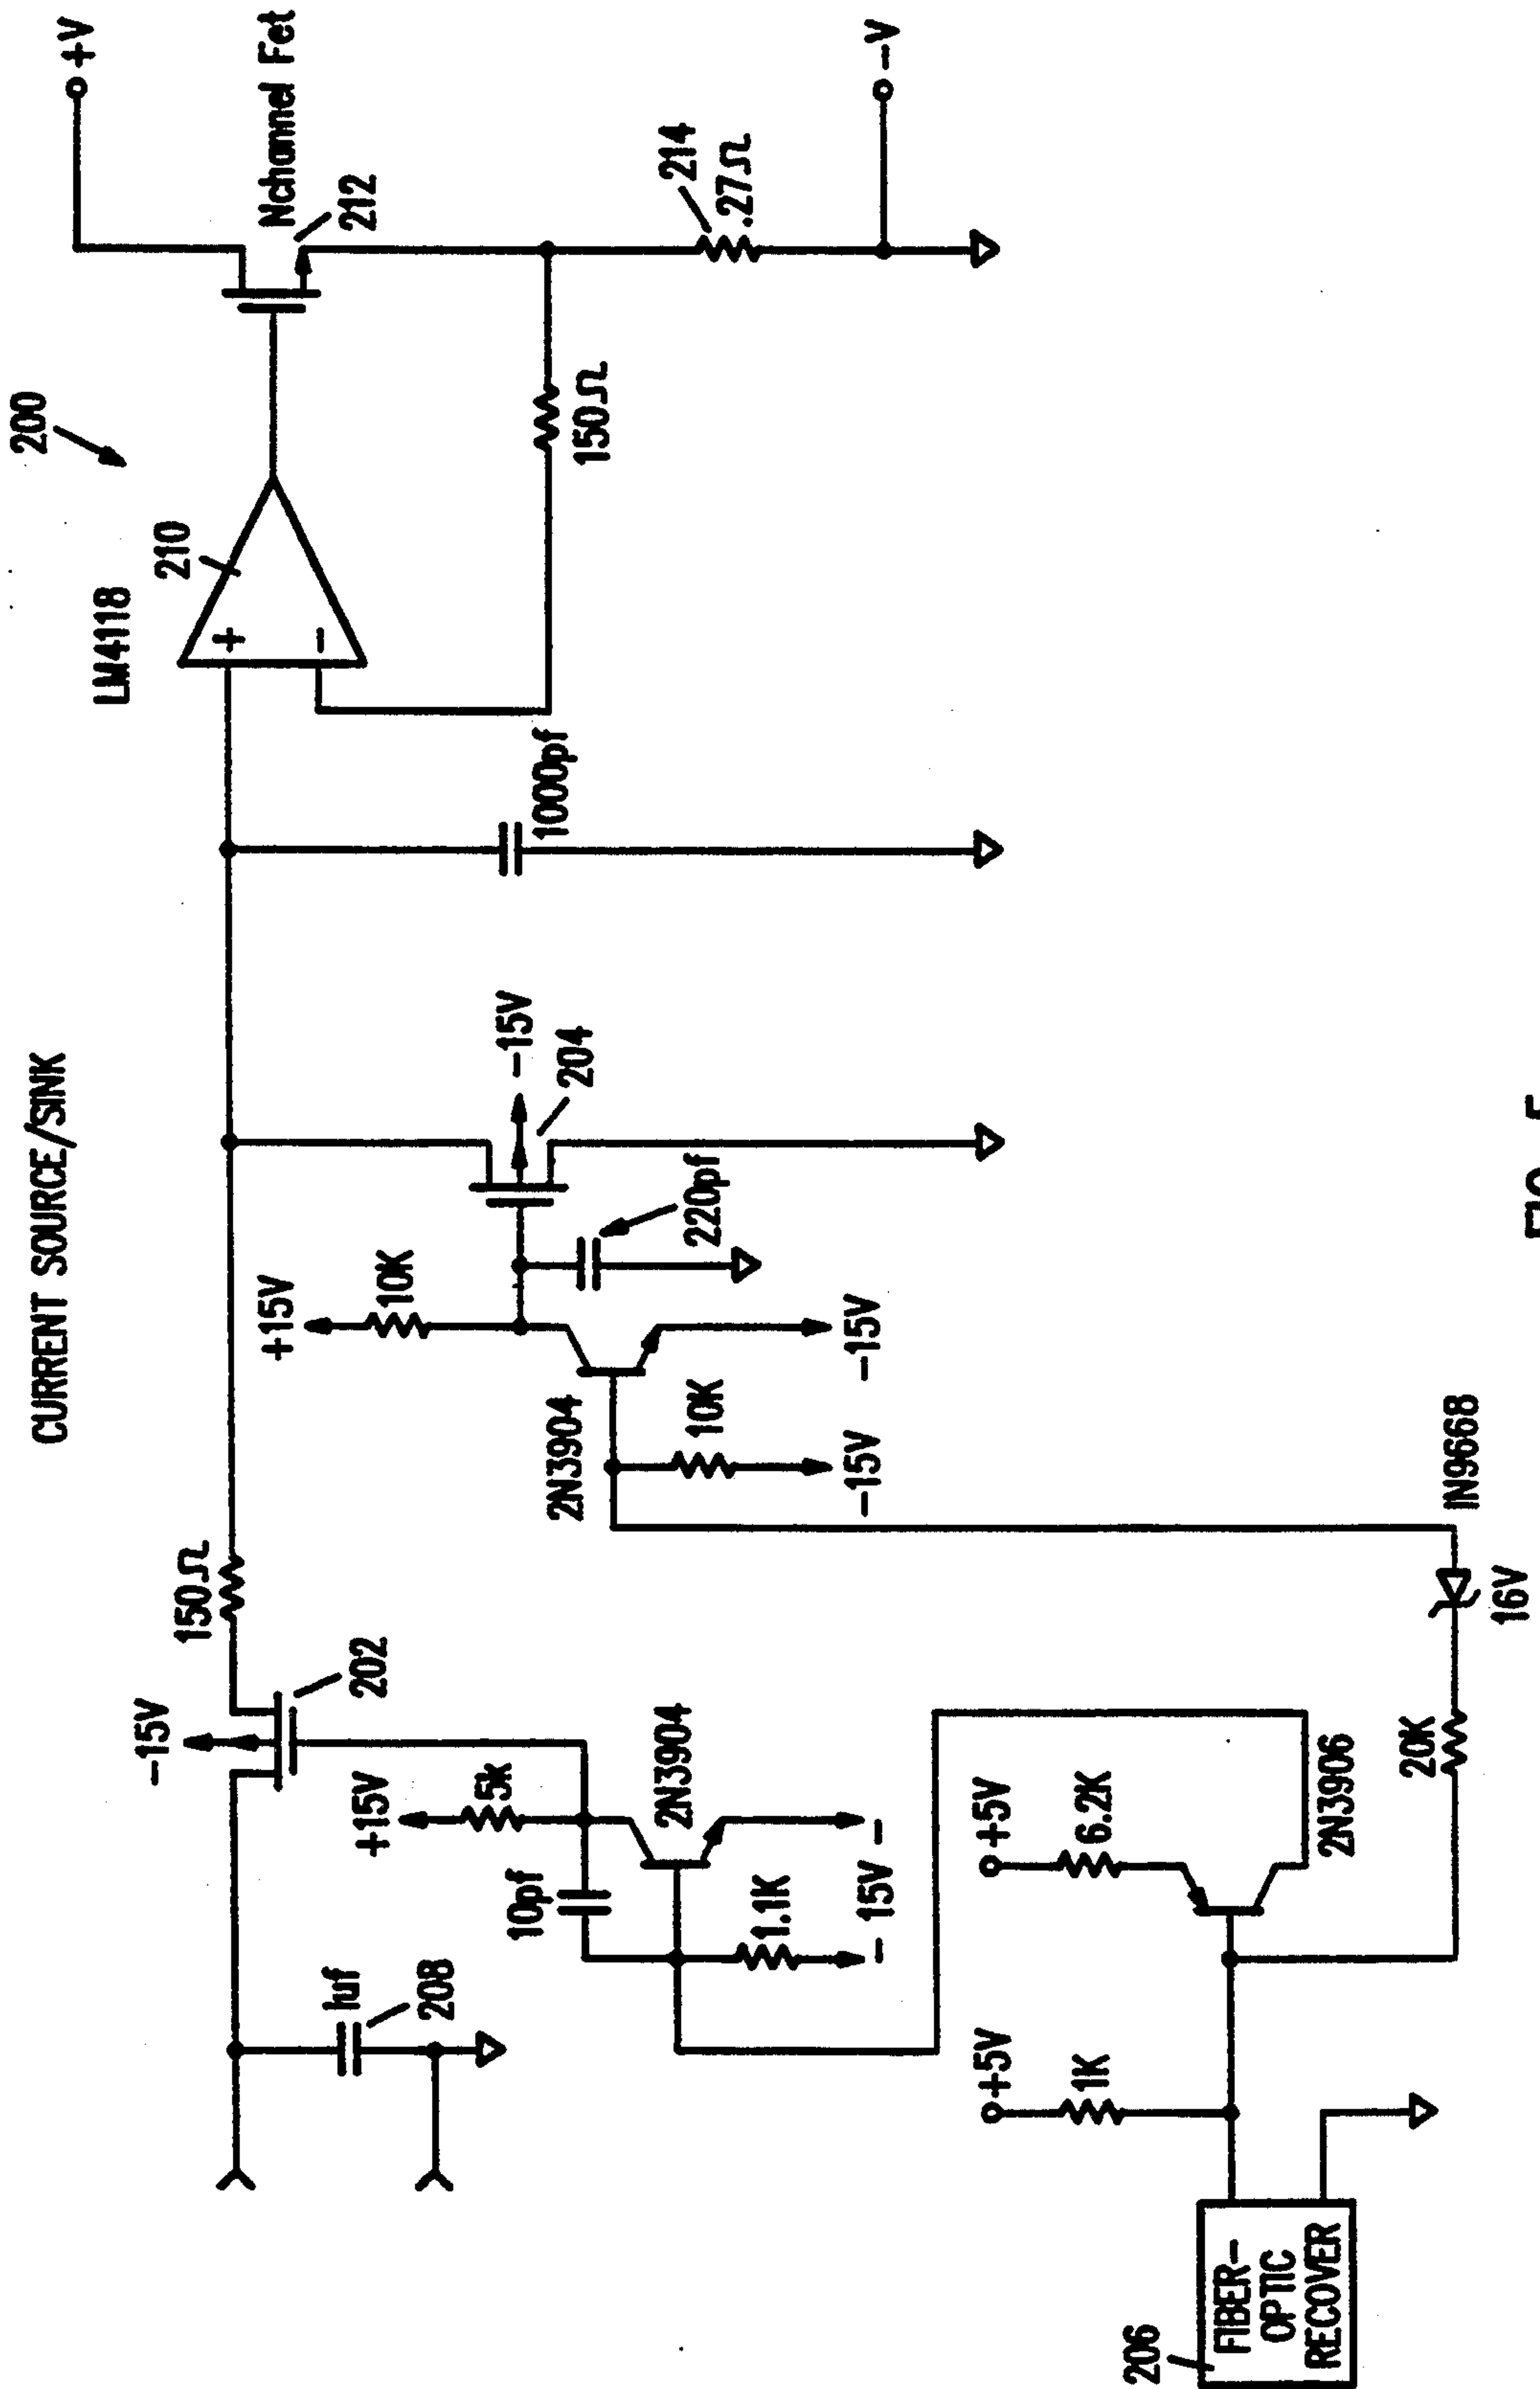 CURRENT SOURCE/SINK
200
+V
Nchannel Fet
212
214
.27Ω
-V
LM4118
210
+
-
150Ω
1000pf
-15V
204
220pf
+15V
10K
2N3904
10K
-15V
-15V
150Ω
-15V
202
+15V
5k
2N3904
10pf
1.1K
- 15V -
1uf
208
+5V
6.2K
2N3906
+5V
1K
20K
16V
IN9668
206
FIBER-
OPTIC
RECOVER